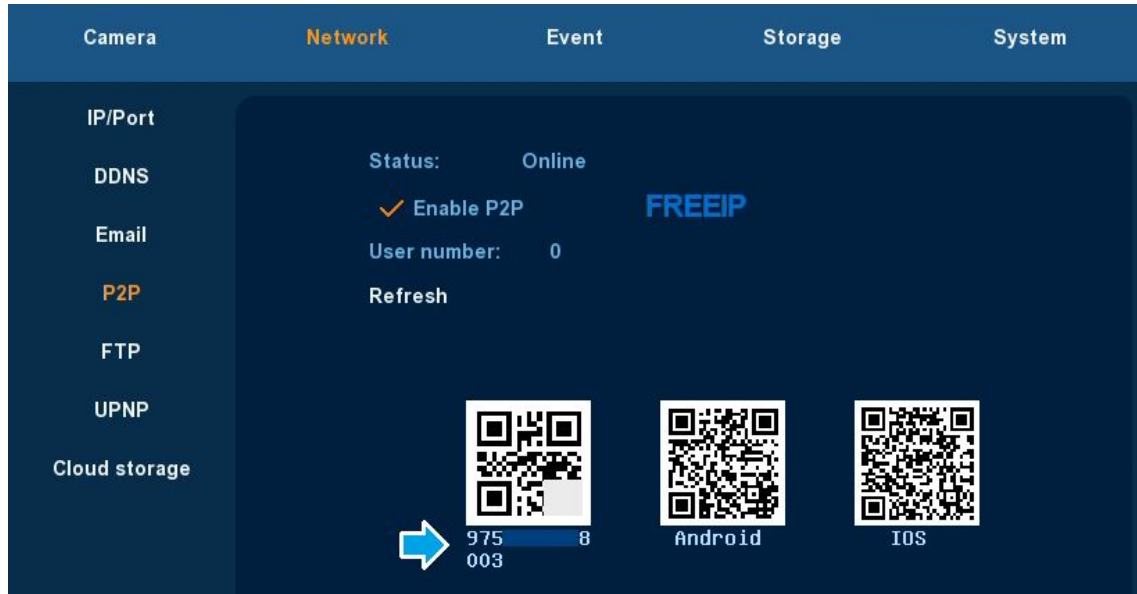 Camera Network Event Storage System
IP/Port
DDNS
Email
P2P
FTP
UPNP
Cloud storage
Status: Online
Enable P2P FREEIP
User number: 0
Refresh
975 8
003
Android
IOS